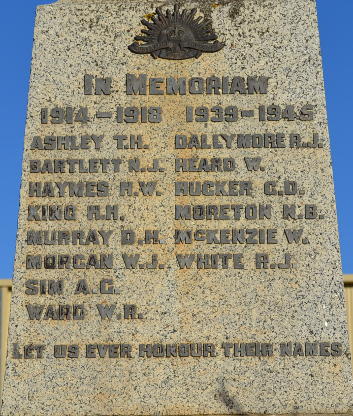 IN MEMORIAM
1914-1918 1939-1945
ASHLEY T.H. DALLYMORE R.J.
BARTLETT N.J. HEARD W.
HAYNES H.W. RUCKER C.D.
KING R.H. MORETON N.B.
MURRAY D.H. McKENZIE W.
MORGAN W.J. WHITE R.J.
SIM A.G.
WARD W.R.
LET US EVER HONOUR THEIR NAMES.